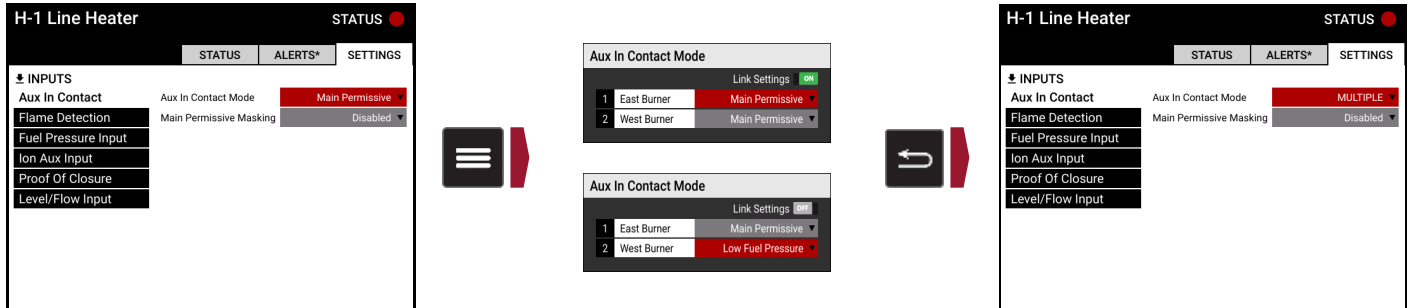 H-1 Line Heater STATUS
STATUS ALERTS* SETTINGS
INPUTS
Aux In Contact Aux In Contact Mode Main Permissive
Flame Detection Main Permissive Masking Disabled
Fuel Pressure Input
Ion Aux Input
Proof Of Closure
Level/Flow Input
Aux In Contact Mode
Link Settings ON
1 East Burner Main Permissive
2 West Burner Main Permissive
Aux In Contact Mode
Link Settings OFF
1 East Burner Main Permissive
2 West Burner Low Fuel Pressure
H-1 Line Heater STATUS
STATUS ALERTS* SETTINGS
INPUTS
Aux In Contact Aux In Contact Mode MULTIPLE
Flame Detection Main Permissive Masking Disabled
Fuel Pressure Input
Ion Aux Input
Proof Of Closure
Level/Flow Input